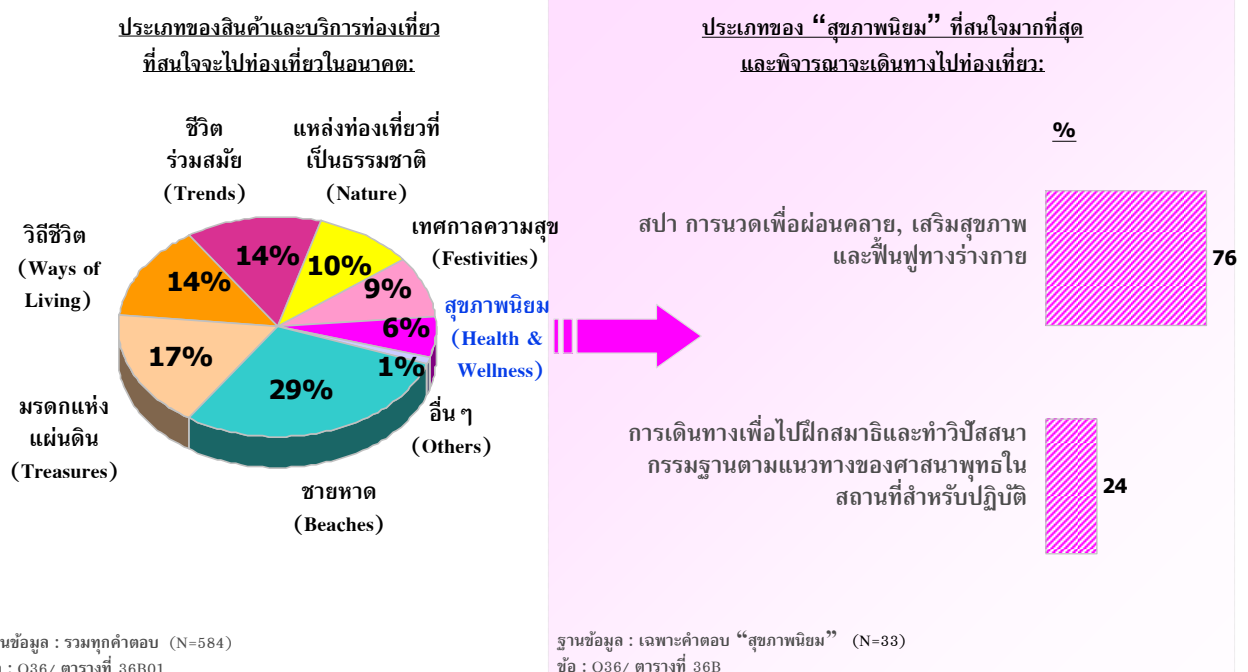 ประเภทของสินค้าและบริการท่องเที่ยว
ที่สนใจจะไปท่องเที่ยวในอนาคต:
ชีวิต
ร่วมสมัย
(Trends)
แหล่งท่องเที่ยวที่
เป็นธรรมชาติ
(Nature)
วิถีชีวิต
(Ways of
Living)
เทศกาลความสุข
(Festivities)
14%
10%
14%
9%
สุขภาพนิยม
(Health &
Wellness)
6%
17%
1%
29%
มรดกแห่ง
แผ่นดิน
(Treasures)
อื่น ๆ
(Others)
ชายหาด
(Beaches)
นข้อมูล : รวมทุกคำตอบ (N=584)
: Q36/ ตารางที่ 36B01
ประเภทของ “สุขภาพนิยม” ที่สนใจมากที่สุด
และพิจารณาจะเดินทางไปท่องเที่ยว:
%
สปา การนวดเพื่อผ่อนคลาย, เสริมสุขภาพ
และฟื้นฟูทางร่างกาย
76
การเดินทางเพื่อไปฝึกสมาธิและทำวิปัสสนา
กรรมฐานตามแนวทางของศาสนาพุทธใน
สถานที่สำหรับปฏิบัติ
24
ฐานข้อมูล : เฉพาะคำตอบ “สุขภาพนิยม” (N=33)
ข้อ : Q36/ ตารางที่ 36B